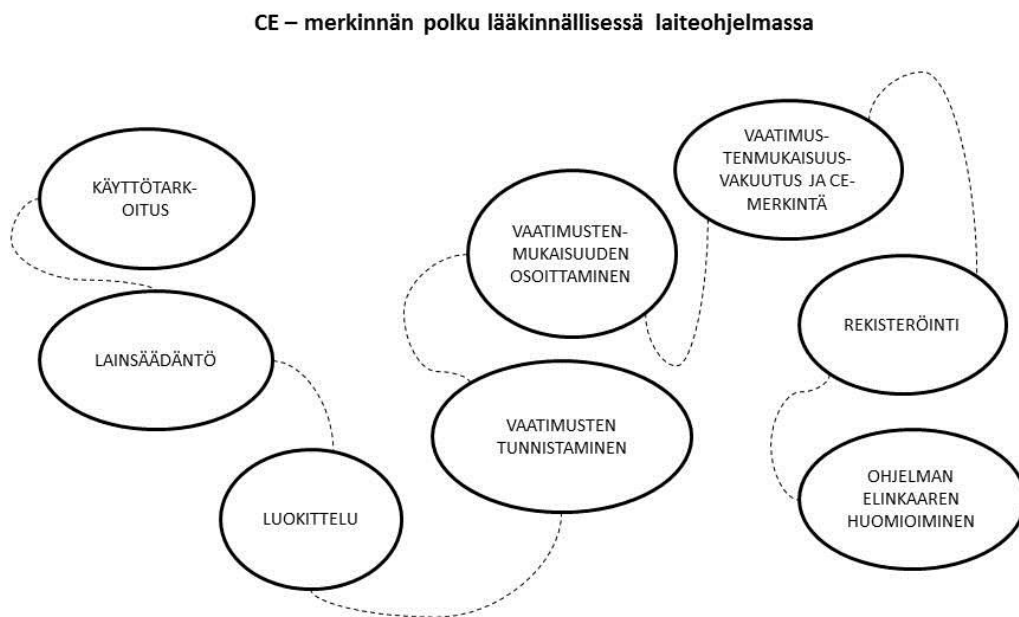 CE – merkinnän polku lääkinnällisessä laiteohjelmassa
KÄYTTÖTARK-
OITUS
LAINSÄÄDÄNTÖ
LUOKITTELU
VAATIMUSTEN
TUNNISTAMINEN
VAATIMUSTEN-
MUKAISUUDEN
OSOITTAMINEN
VAATIMUS-
TENMUKAISUUS-
VAKUUTUS JA CE-
MERKINTÄ
REKISTERÖINTI
OHJELMAN
ELINKAAREN
HUOMIOIMINEN